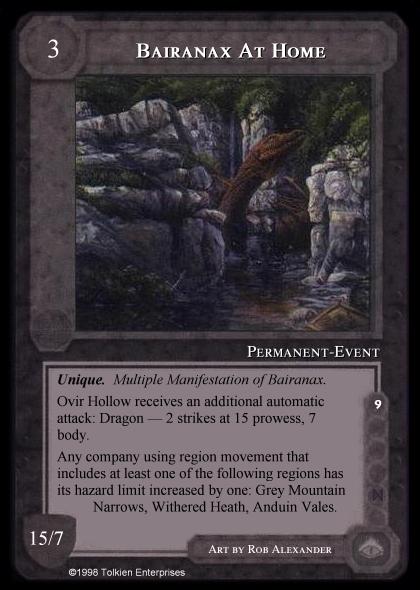 3
BAIRANAX AT HOME
PERMANENT-EVENT
Unique. Multiple Manifestation of Bairanax.
Ovir Hollow receives an additional automatic
attack: Dragon — 2 strikes at 15 prowess, 7
body.
9
Any company using region movement that
includes at least one of the following regions has
its hazard limit increased by one: Grey Mountain
Narrows, Withered Heath, Anduin Vales.
15/7
ART BY ROB ALEXANDER
©1998 Tolkien Enterprises